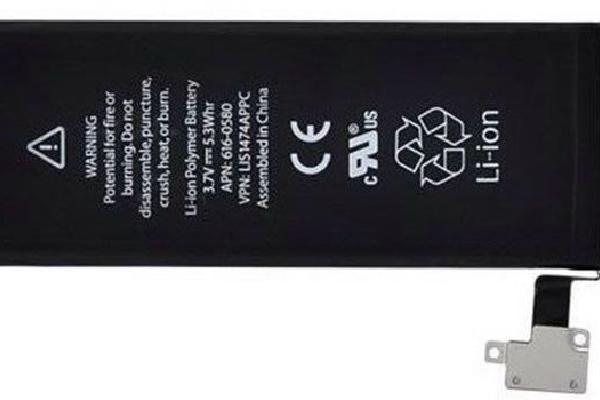 WARNING
Potential for fire or
burning. Do not
disassemble, puncture,
crush, heat, or burn.
Li-ion Polymer Battery
3.7V ⎓ 5.3Whr
APN: 616-0580
VPN: LIS1474APPC
Assembled in China
CE
c RU® US
Li-ion